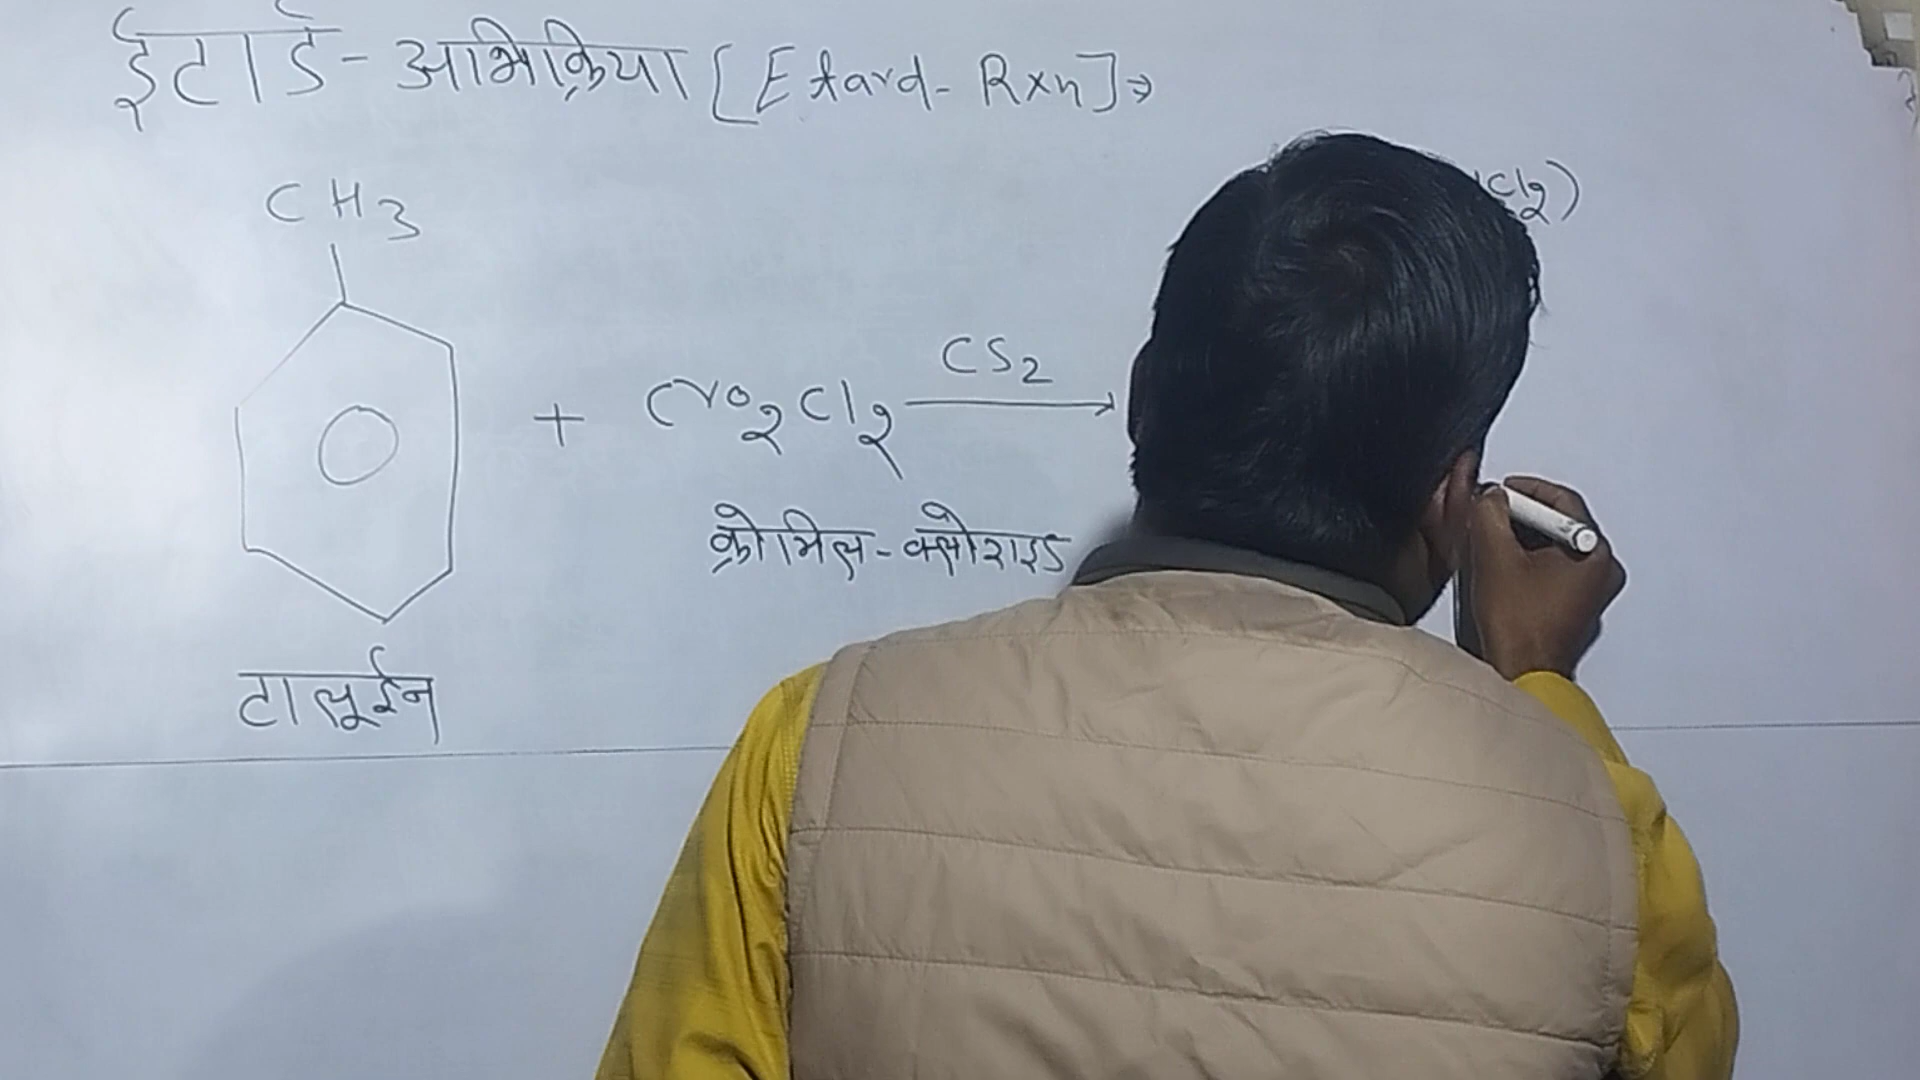 ईटार्ड - अभिक्रिया [Etard - Rxn] →
CH3
Cl2)
CS2
+ CrO2Cl2 →
क्रोमिल - क्लोराइड
टालूईन